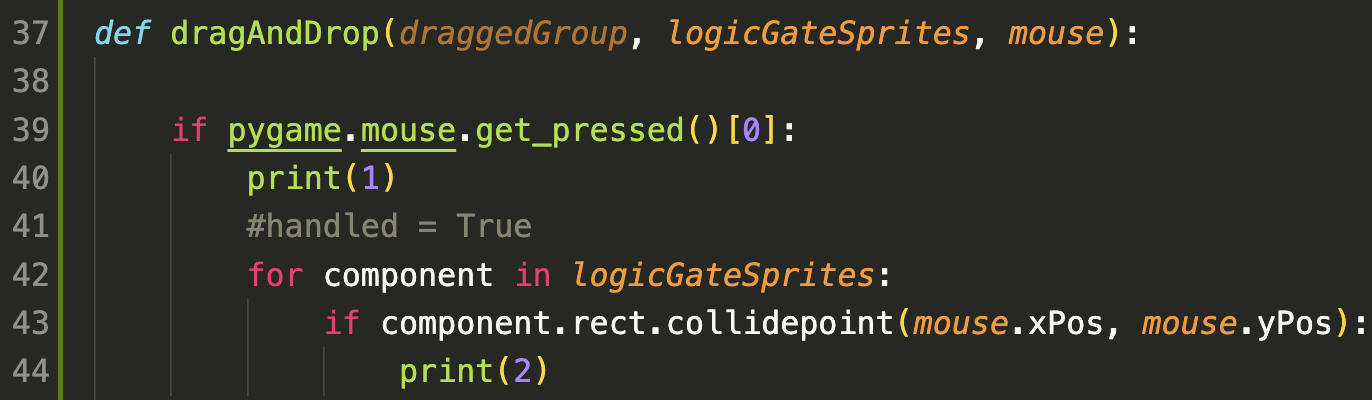 37 def dragAndDrop(draggedGroup, logicGateSprites, mouse):
38
39     if pygame.mouse.get_pressed()[0]:
40         print(1)
41         #handled = True
42         for component in logicGateSprites:
43             if component.rect.collidepoint(mouse.xPos, mouse.yPos):
44                 print(2)